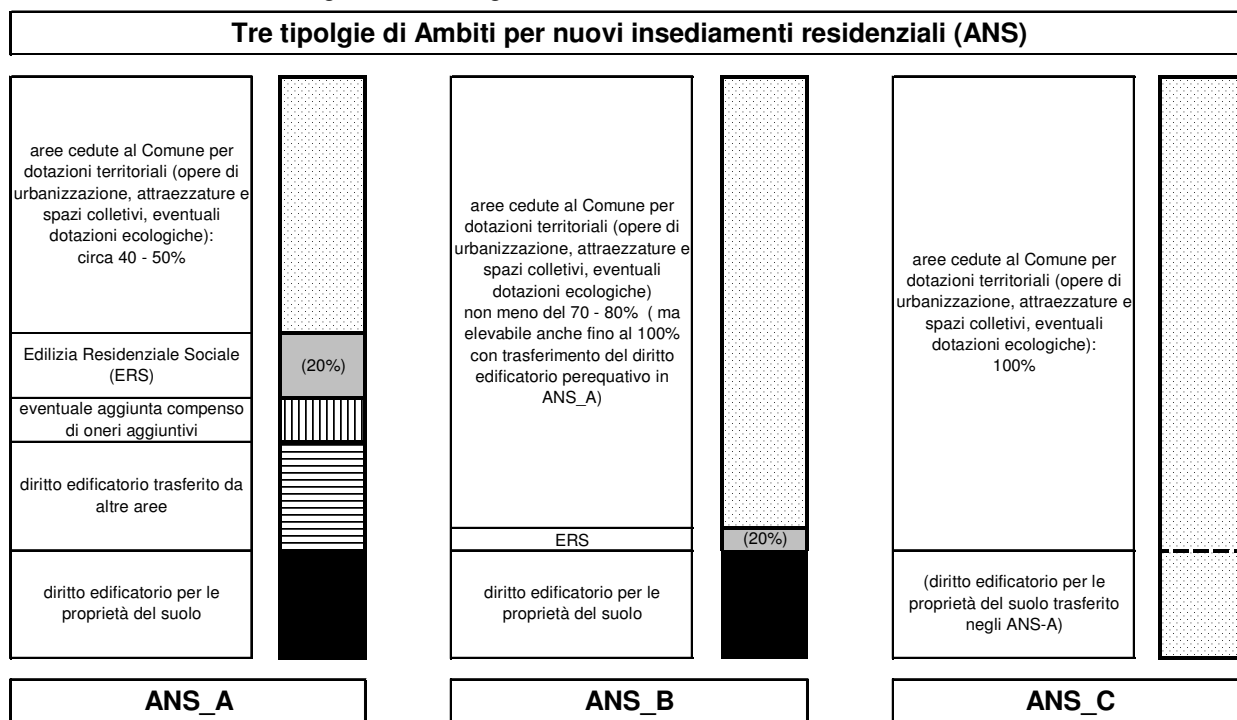 Tre tipolgie di Ambiti per nuovi insediamenti residenziali (ANS)
aree cedute al Comune per
dotazioni territoriali (opere di
urbanizzazione, attraezzature e
spazi colletivi, eventuali
dotazioni ecologiche):
circa 40 - 50%
Edilizia Residenziale Sociale
(ERS)
(20%)
eventuale aggiunta compenso
di oneri aggiuntivi
diritto edificatorio trasferito da
altre aree
diritto edificatorio per le
proprietà del suolo
ANS_A
aree cedute al Comune per
dotazioni territoriali (opere di
urbanizzazione, attraezzature e
spazi colletivi, eventuali
dotazioni ecologiche)
non meno del 70 - 80% ( ma
elevabile anche fino al 100%
con trasferimento del diritto
edificatorio perequativo in
ANS_A)
ERS
(20%)
diritto edificatorio per le
proprietà del suolo
ANS_B
aree cedute al Comune per
dotazioni territoriali (opere di
urbanizzazione, attraezzature e
spazi colletivi, eventuali
dotazioni ecologiche):
100%
(diritto edificatorio per le
proprietà del suolo trasferito
negli ANS-A)
ANS_C